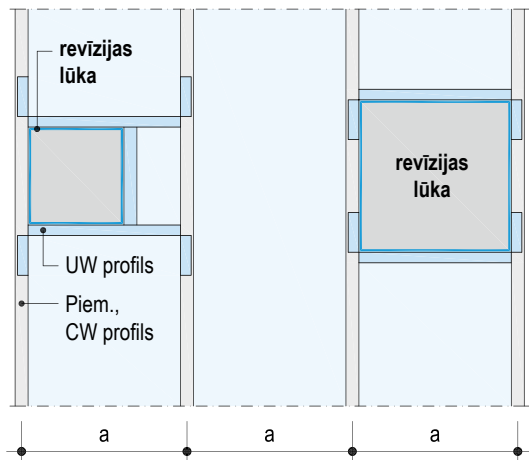 revīzijas
lūka
revīzijas
lūka
UW profils
Piem.,
CW profils
a
a
a